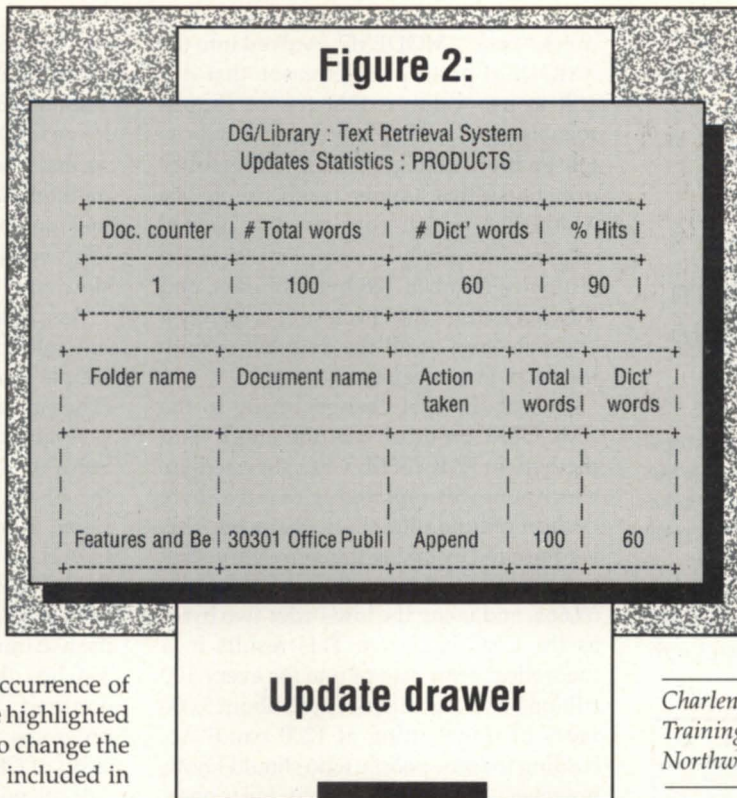 Figure 2:
DG/Library : Text Retrieval System
Updates Statistics : PRODUCTS
Doc. counter | # Total words | # Dict' words | % Hits
1 | 100 | 60 | 90
Folder name | Document name | Action | Total | Dict'
taken | words | words
Features and Be | 30301 Office Publi | Append | 100 | 60
ccurrence of
highlighted
o change the
included in
Update drawer
Charlen
Training
Northw